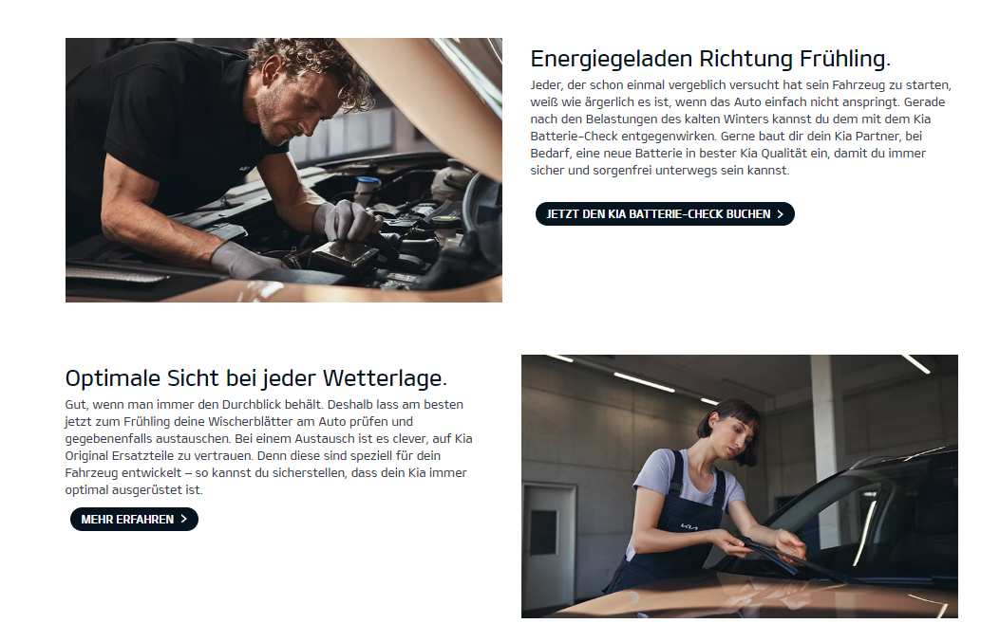 Energiegeladen Richtung Frühling.
Jeder, der schon einmal vergeblich versucht hat sein Fahrzeug zu starten,
weiß wie ärgerlich es ist, wenn das Auto einfach nicht anspringt. Gerade
nach den Belastungen des kalten Winters kannst du dem mit dem Kia
Batterie-Check entgegenwirken. Gerne baut dir dein Kia Partner, bei
Bedarf, eine neue Batterie in bester Kia Qualität ein, damit du immer
sicher und sorgenfrei unterwegs sein kannst.
JETZT DEN KIA BATTERIE-CHECK BUCHEN
Optimale Sicht bei jeder Wetterlage.
Gut, wenn man immer den Durchblick behält. Deshalb lass am besten
jetzt zum Frühling deine Wischerblätter am Auto prüfen und
gegebenenfalls austauschen. Bei einem Austausch ist es clever, auf Kia
Original Ersatzteile zu vertrauen. Denn diese sind speziell für dein
Fahrzeug entwickelt – so kannst du sicherstellen, dass dein Kia immer
optimal ausgerüstet ist.
MEHR ERFAHREN
KIA